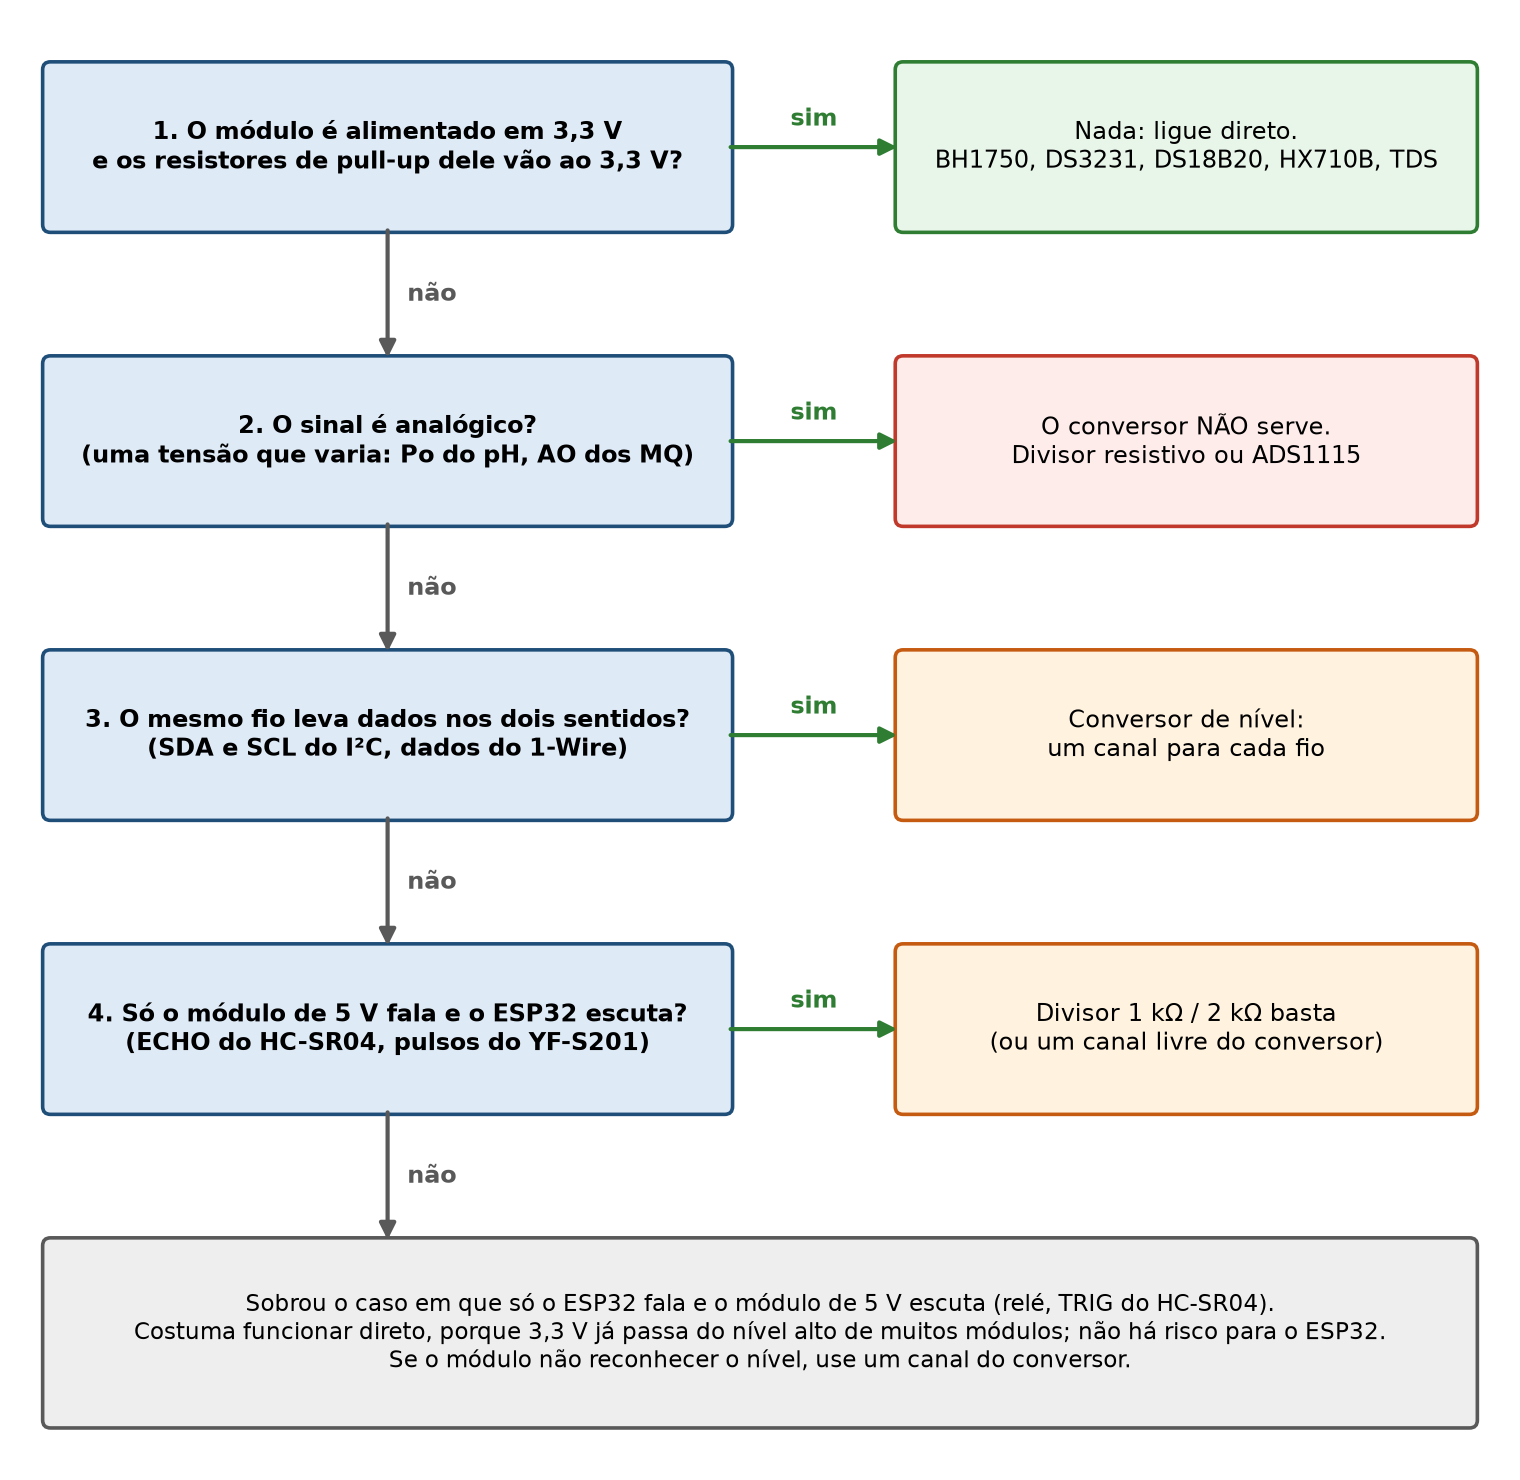 1. O módulo é alimentado em 3,3 V
e os resistores de pull-up dele vão ao 3,3 V?
sim
Nada: ligue direto.
BH1750, DS3231, DS18B20, HX710B, TDS
não
2. O sinal é analógico?
(uma tensão que varia: Po do pH, AO dos MQ)
sim
O conversor NÃO serve.
Divisor resistivo ou ADS1115
não
3. O mesmo fio leva dados nos dois sentidos?
(SDA e SCL do I²C, dados do 1-Wire)
sim
Conversor de nível:
um canal para cada fio
não
4. Só o módulo de 5 V fala e o ESP32 escuta?
(ECHO do HC-SR04, pulsos do YF-S201)
sim
Divisor 1 kΩ / 2 kΩ basta
(ou um canal livre do conversor)
não
Sobrou o caso em que só o ESP32 fala e o módulo de 5 V escuta (relé, TRIG do HC-SR04).
Costuma funcionar direto, porque 3,3 V já passa do nível alto de muitos módulos; não há risco para o ESP32.
Se o módulo não reconhecer o nível, use um canal do conversor.